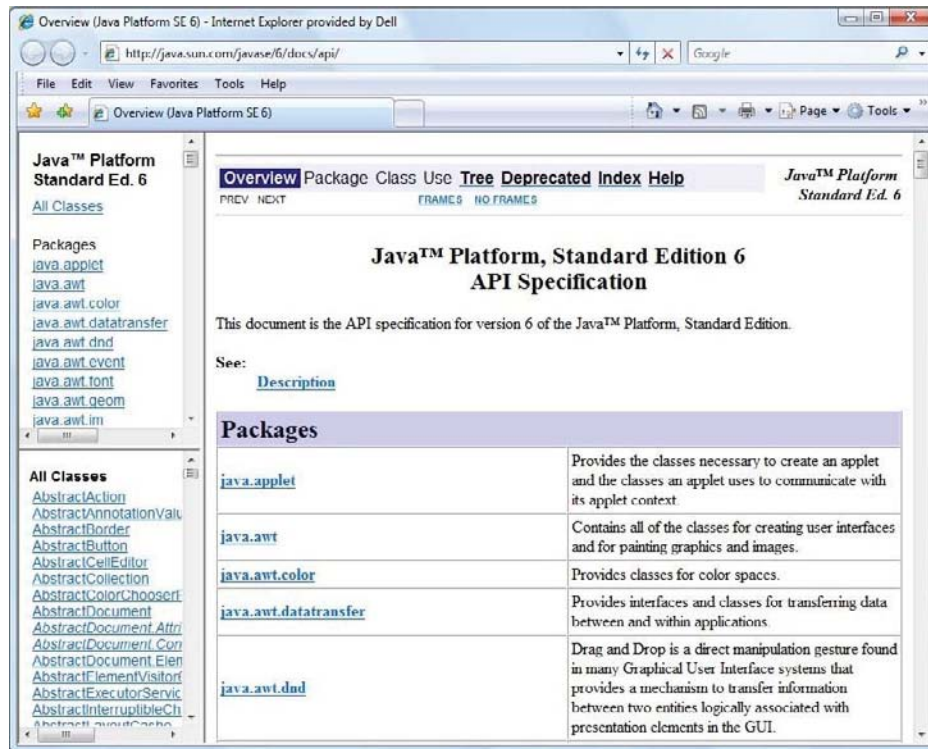 Overview (Java Platform SE 6) - Internet Explorer provided by Dell
http://java.sun.com/javase/6/docs/api/
Google
File Edit View Favorites Tools Help
Overview (Java Platform SE 6)
Page Tools
Java™ Platform
Standard Ed. 6
All Classes
Packages
java.applet
java.awt
java.awt.color
java.awt.datatransfer
java.awt.dnd
java.awt.event
java.awt.font
java.awt.geom
java.awt.im
All Classes
AbstractAction
AbstractAnnotationValu
AbstractBorder
AbstractButton
AbstractCellEditor
AbstractCollection
AbstractColorChooserF
AbstractDocument
AbstractDocument.Attri
AbstractDocument.Con
AbstractDocument.Elen
AbstractElementVisitor6
AbstractExecutorServic
AbstractInterruptibleCh
AbstractLayoutCache
Overview Package Class Use Tree Deprecated Index Help
PREV NEXT FRAMES NO FRAMES
Java™ Platform
Standard Ed. 6
Java™ Platform, Standard Edition 6
API Specification
This document is the API specification for version 6 of the Java™ Platform, Standard Edition.
See:
Description
Packages
java.applet
Provides the classes necessary to create an applet
and the classes an applet uses to communicate with
its applet context.
java.awt
Contains all of the classes for creating user interfaces
and for painting graphics and images.
java.awt.color
Provides classes for color spaces.
java.awt.datatransfer
Provides interfaces and classes for transferring data
between and within applications.
java.awt.dnd
Drag and Drop is a direct manipulation gesture found
in many Graphical User Interface systems that
provides a mechanism to transfer information
between two entities logically associated with
presentation elements in the GUI.